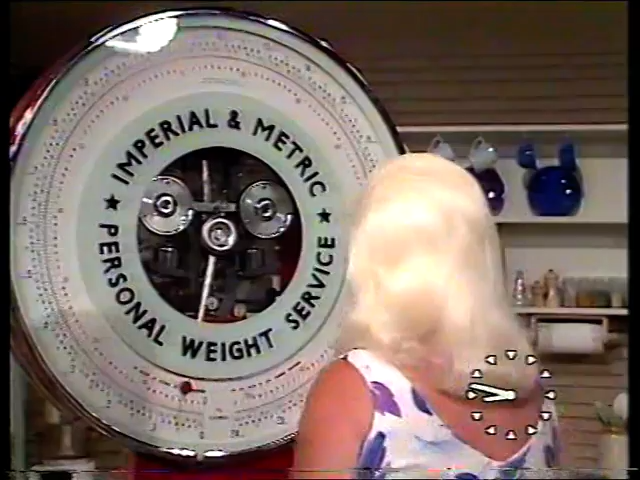 IMPERIAL & METRIC
★ PERSONAL WEIGHT SERVICE ★